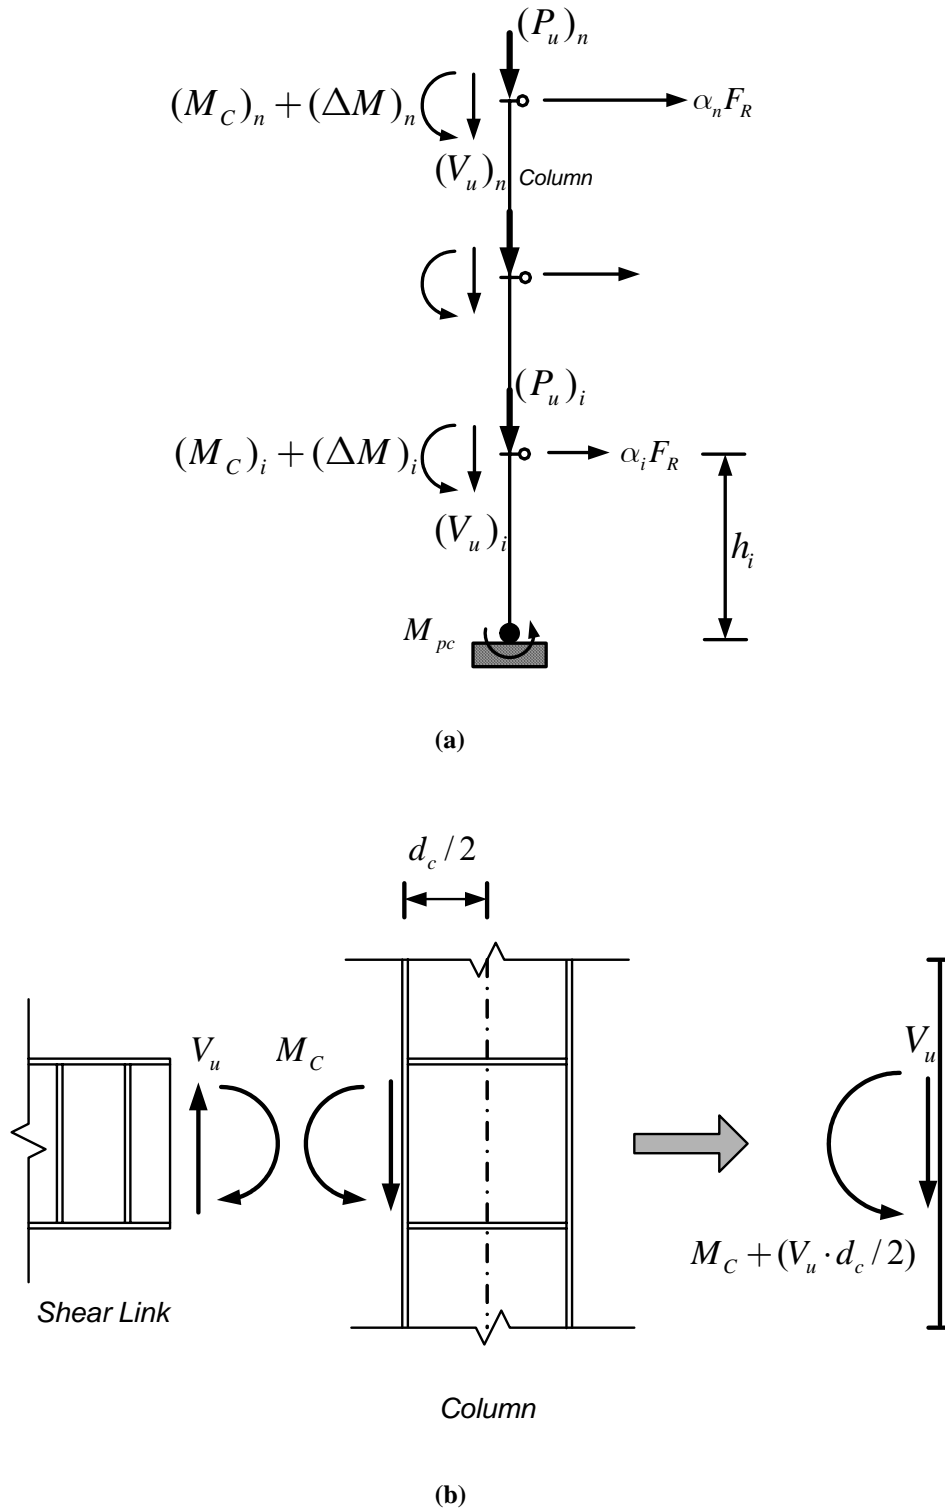 (P_u)_n
(M_C)_n + (ΔM)_n
α_n F_R
(V_u)_n
Column
(P_u)_i
(M_C)_i + (ΔM)_i
α_i F_R
(V_u)_i
h_i
M_pc
(a)
d_c / 2
V_u
M_C
V_u
M_C + (V_u · d_c / 2)
Shear Link
Column
(b)